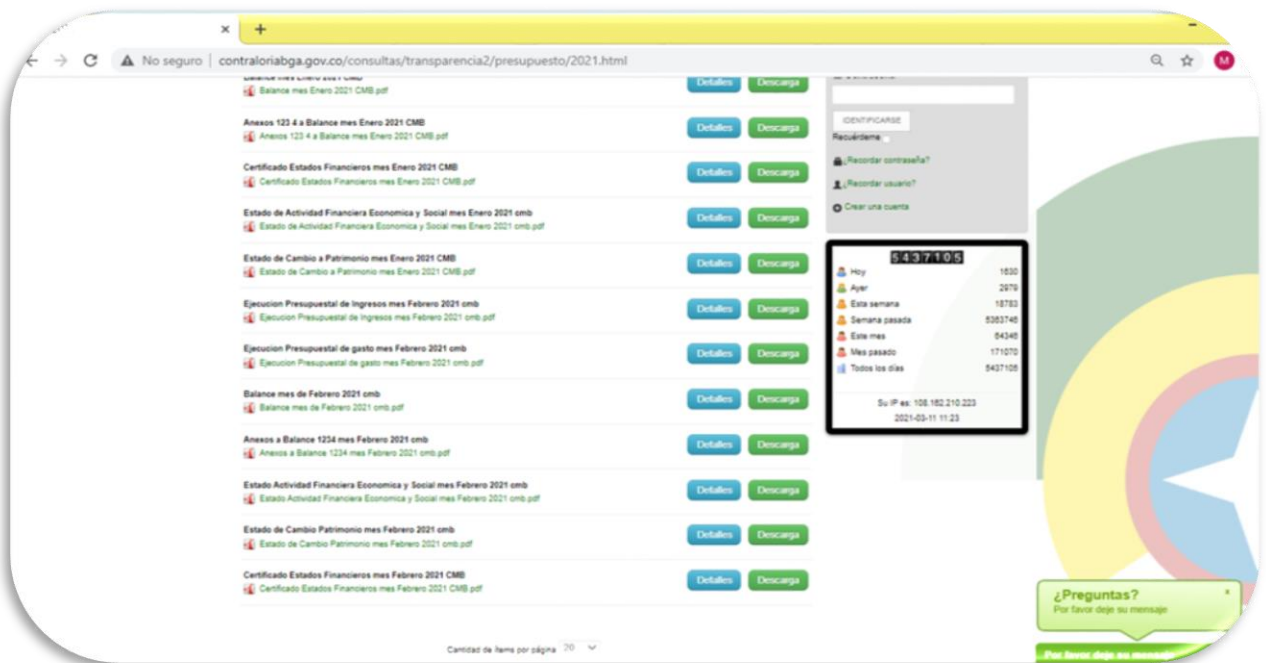 No seguro | contraloriabga.gov.co/consultas/transparencia2/presupuesto/2021.html
M
Balance mes Enero 2021 CMB
Balance mes Enero 2021 CMB.pdf
Detalles Descarga
Anexos 123 4 a Balance mes Enero 2021 CMB
Anexos 123 4 a Balance mes Enero 2021 CMB.pdf
Detalles Descarga
Certificado Estados Financieros mes Enero 2021 CMB
Certificado Estados Financieros mes Enero 2021 CMB.pdf
Detalles Descarga
Estado de Actividad Financiera Economica y Social mes Enero 2021 cmb
Estado de Actividad Financiera Economica y Social mes Enero 2021 cmb.pdf
Detalles Descarga
Estado de Cambio a Patrimonio mes Enero 2021 CMB
Estado de Cambio a Patrimonio mes Enero 2021 CMB.pdf
Detalles Descarga
Ejecucion Presupuestal de Ingresos mes Febrero 2021 cmb
Ejecucion Presupuestal de Ingresos mes Febrero 2021 cmb.pdf
Detalles Descarga
Ejecucion Presupuestal de gasto mes Febrero 2021 cmb
Ejecucion Presupuestal de gasto mes Febrero 2021 cmb.pdf
Detalles Descarga
Balance mes de Febrero 2021 cmb
Balance mes de Febrero 2021 cmb.pdf
Detalles Descarga
Anexos a Balance 1234 mes Febrero 2021 cmb
Anexos a Balance 1234 mes Febrero 2021 cmb.pdf
Detalles Descarga
Estado Actividad Financiera Economica y Social mes Febrero 2021 cmb
Estado Actividad Financiera Economica y Social mes Febrero 2021 cmb.pdf
Detalles Descarga
Estado de Cambio Patrimonio mes Febrero 2021 cmb
Estado de Cambio Patrimonio mes Febrero 2021 cmb.pdf
Detalles Descarga
Certificado Estados Financieros mes Febrero 2021 CMB
Certificado Estados Financieros mes Febrero 2021 CMB.pdf
Detalles Descarga
Cantidad de ítems por página 20
IDENTIFICARSE
Recuérdeme
¿Recordar contraseña?
¿Recordar usuario?
Crear una cuenta
5437105
Hoy 1630
Ayer 2979
Esta semana 18783
Semana pasada 5363746
Este mes 64346
Mes pasado 171070
Todos los días 5437105
Su IP es: 108.162.210.223
2021-03-11 11:23
¿Preguntas? x
Por favor deje su mensaje
Por favor deje su mensaje